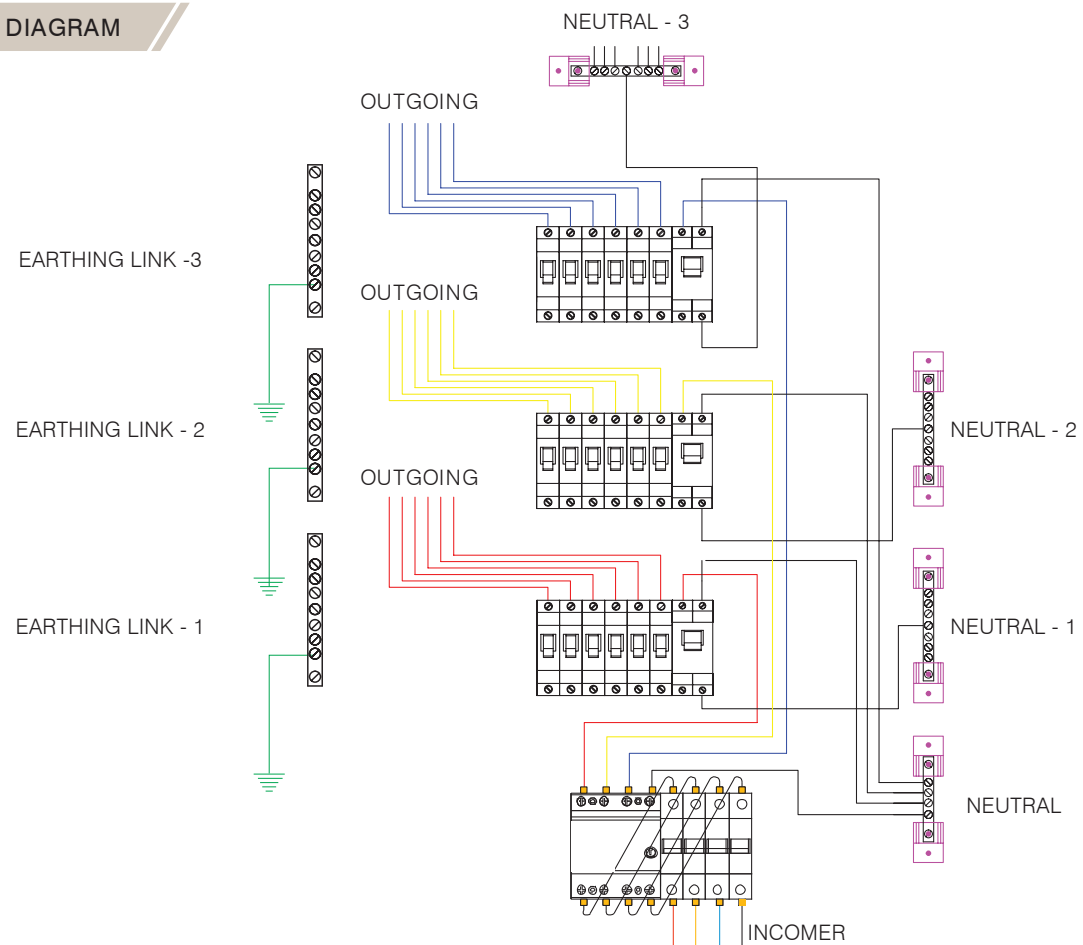 DIAGRAM
NEUTRAL - 3
OUTGOING
EARTHING LINK -3
OUTGOING
EARTHING LINK - 2
NEUTRAL - 2
OUTGOING
EARTHING LINK - 1
NEUTRAL - 1
NEUTRAL
INCOMER